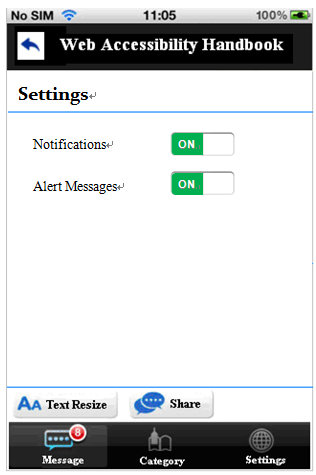 No SIM 11:05 100%
Web Accessibility Handbook
Settings↵
Notifications↵ ON
Alert Messages↵ ON
AA Text Resize Share
8
Message Category Settings